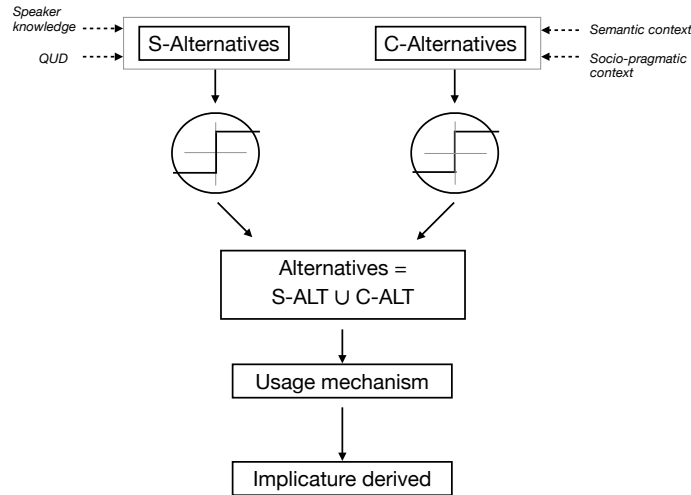 Speaker
knowledge
QUD
S-Alternatives
C-Alternatives
Semantic context
Socio-pragmatic
context
Alternatives =
S-ALT ∪ C-ALT
Usage mechanism
Implicature derived